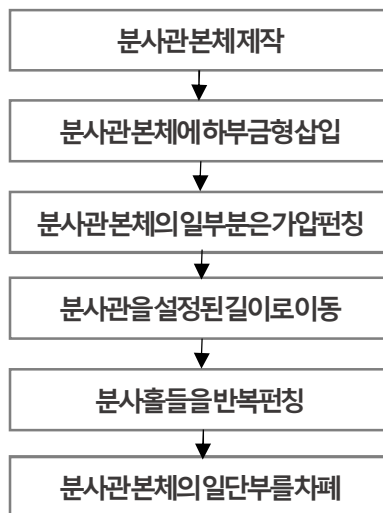 분사관본체제작
분사관본체에하부금형삽입
분사관본체의일부분은가압펀칭
분사관을설정된길이로이동
분사홀들을반복펀칭
분사관본체의일단부를차폐